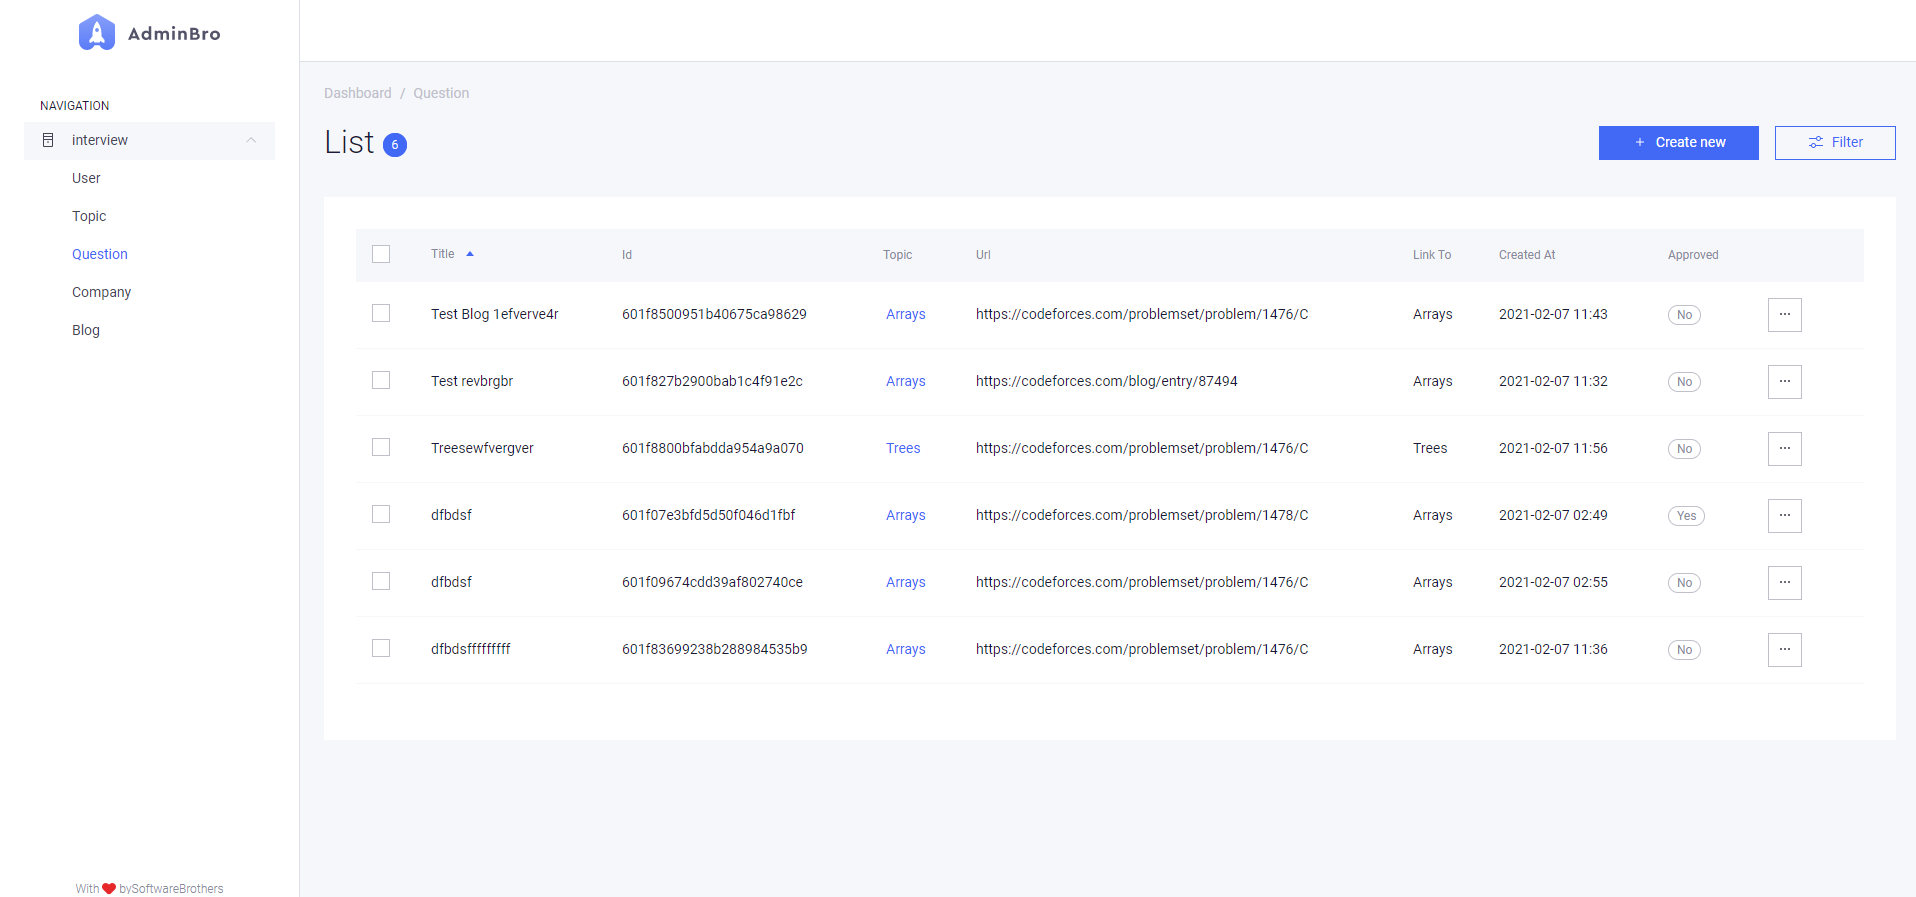 AdminBro
NAVIGATION
interview
User
Topic
Question
Company
Blog
With ❤ bySoftwareBrothers
Dashboard / Question
List 6
+ Create new
Filter
Title Id Topic Url Link To Created At Approved
Test Blog 1efverve4r 601f8500951b40675ca98629 Arrays https://codeforces.com/problemset/problem/1476/C Arrays 2021-02-07 11:43 No ...
Test revbrgbr 601f827b2900bab1c4f91e2c Arrays https://codeforces.com/blog/entry/87494 Arrays 2021-02-07 11:32 No ...
Treesewfvergver 601f8800bfabdda954a9a070 Trees https://codeforces.com/problemset/problem/1476/C Trees 2021-02-07 11:56 No ...
dfbdsf 601f07e3bfd5d50f046d1fbf Arrays https://codeforces.com/problemset/problem/1478/C Arrays 2021-02-07 02:49 Yes ...
dfbdsf 601f09674cdd39af802740ce Arrays https://codeforces.com/problemset/problem/1476/C Arrays 2021-02-07 02:55 No ...
dfbdsfffffffff 601f83699238b288984535b9 Arrays https://codeforces.com/problemset/problem/1476/C Arrays 2021-02-07 11:36 No ...